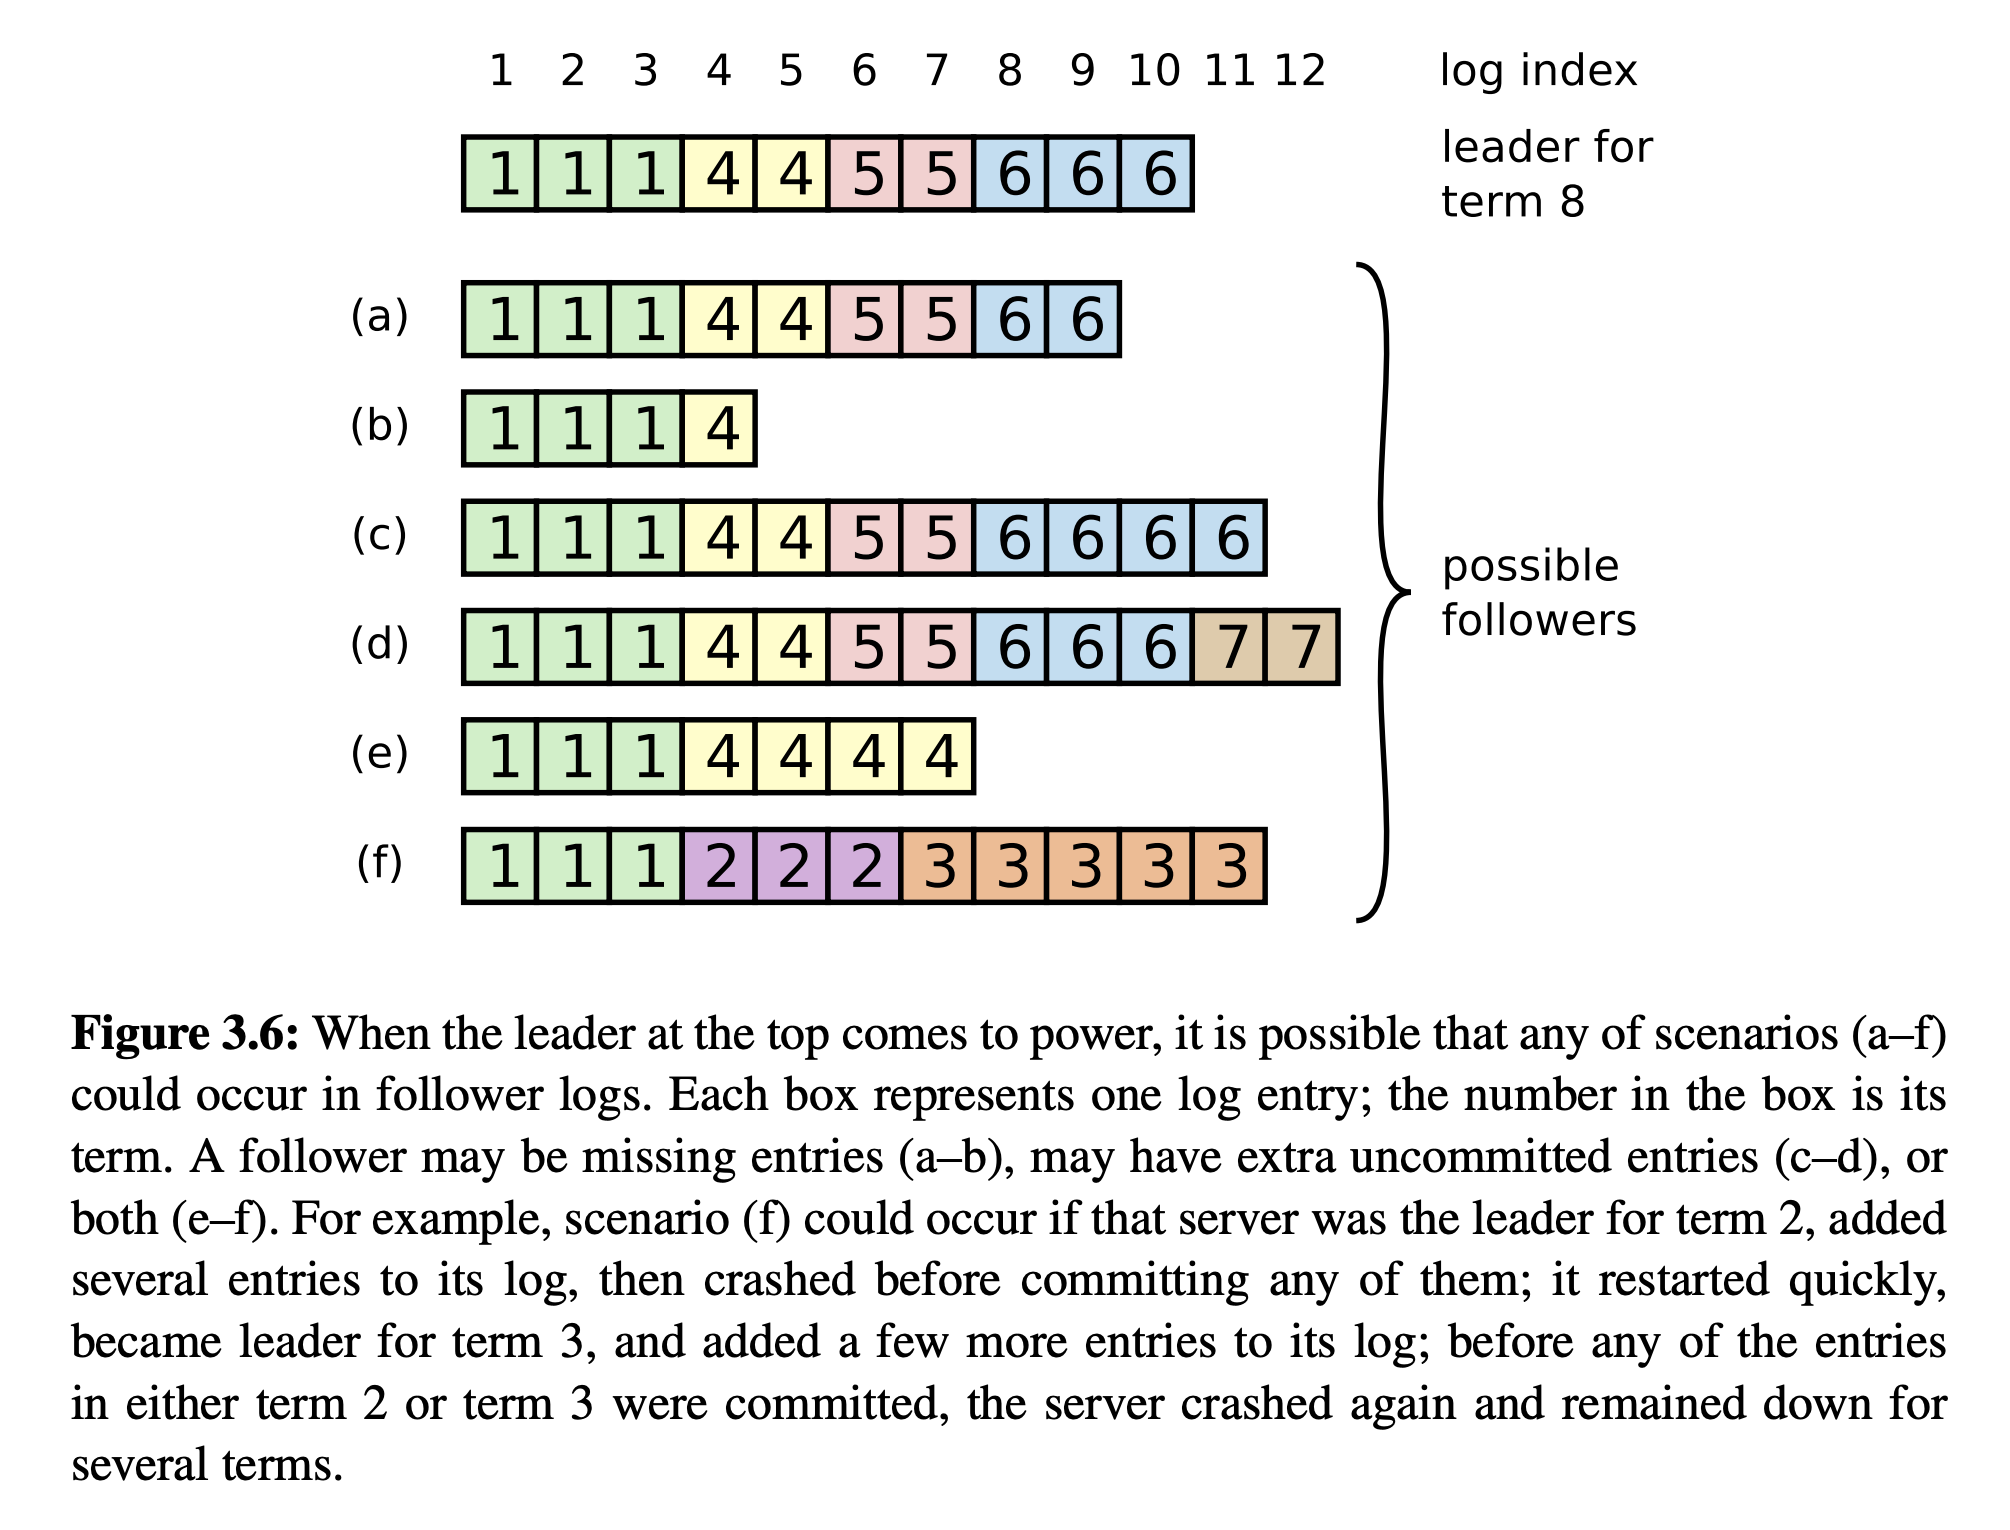 1 2 3 4 5 6 7 8 9 10 11 12 log index
1 1 1 4 4 5 5 6 6 6 leader for
term 8
(a) 1 1 1 4 4 5 5 6 6
(b) 1 1 1 4
(c) 1 1 1 4 4 5 5 6 6 6 6
(d) 1 1 1 4 4 5 5 6 6 6 7 7
(e) 1 1 1 4 4 4 4
(f) 1 1 1 2 2 2 3 3 3 3 3
possible
followers
Figure 3.6: When the leader at the top comes to power, it is possible that any of scenarios (a–f)
could occur in follower logs. Each box represents one log entry; the number in the box is its
term. A follower may be missing entries (a–b), may have extra uncommitted entries (c–d), or
both (e–f). For example, scenario (f) could occur if that server was the leader for term 2, added
several entries to its log, then crashed before committing any of them; it restarted quickly,
became leader for term 3, and added a few more entries to its log; before any of the entries
in either term 2 or term 3 were committed, the server crashed again and remained down for
several terms.